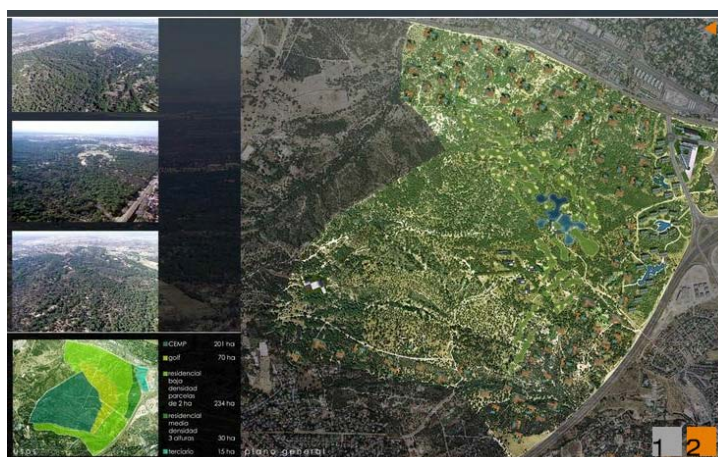 CEMP 201 ha
golf 70 ha
residencial
baja
densidad
parcelas
de 2 ha 234 ha
residencial
media
densidad
3 alturas 30 ha
terciario 15 ha
usos
plano general
1 2